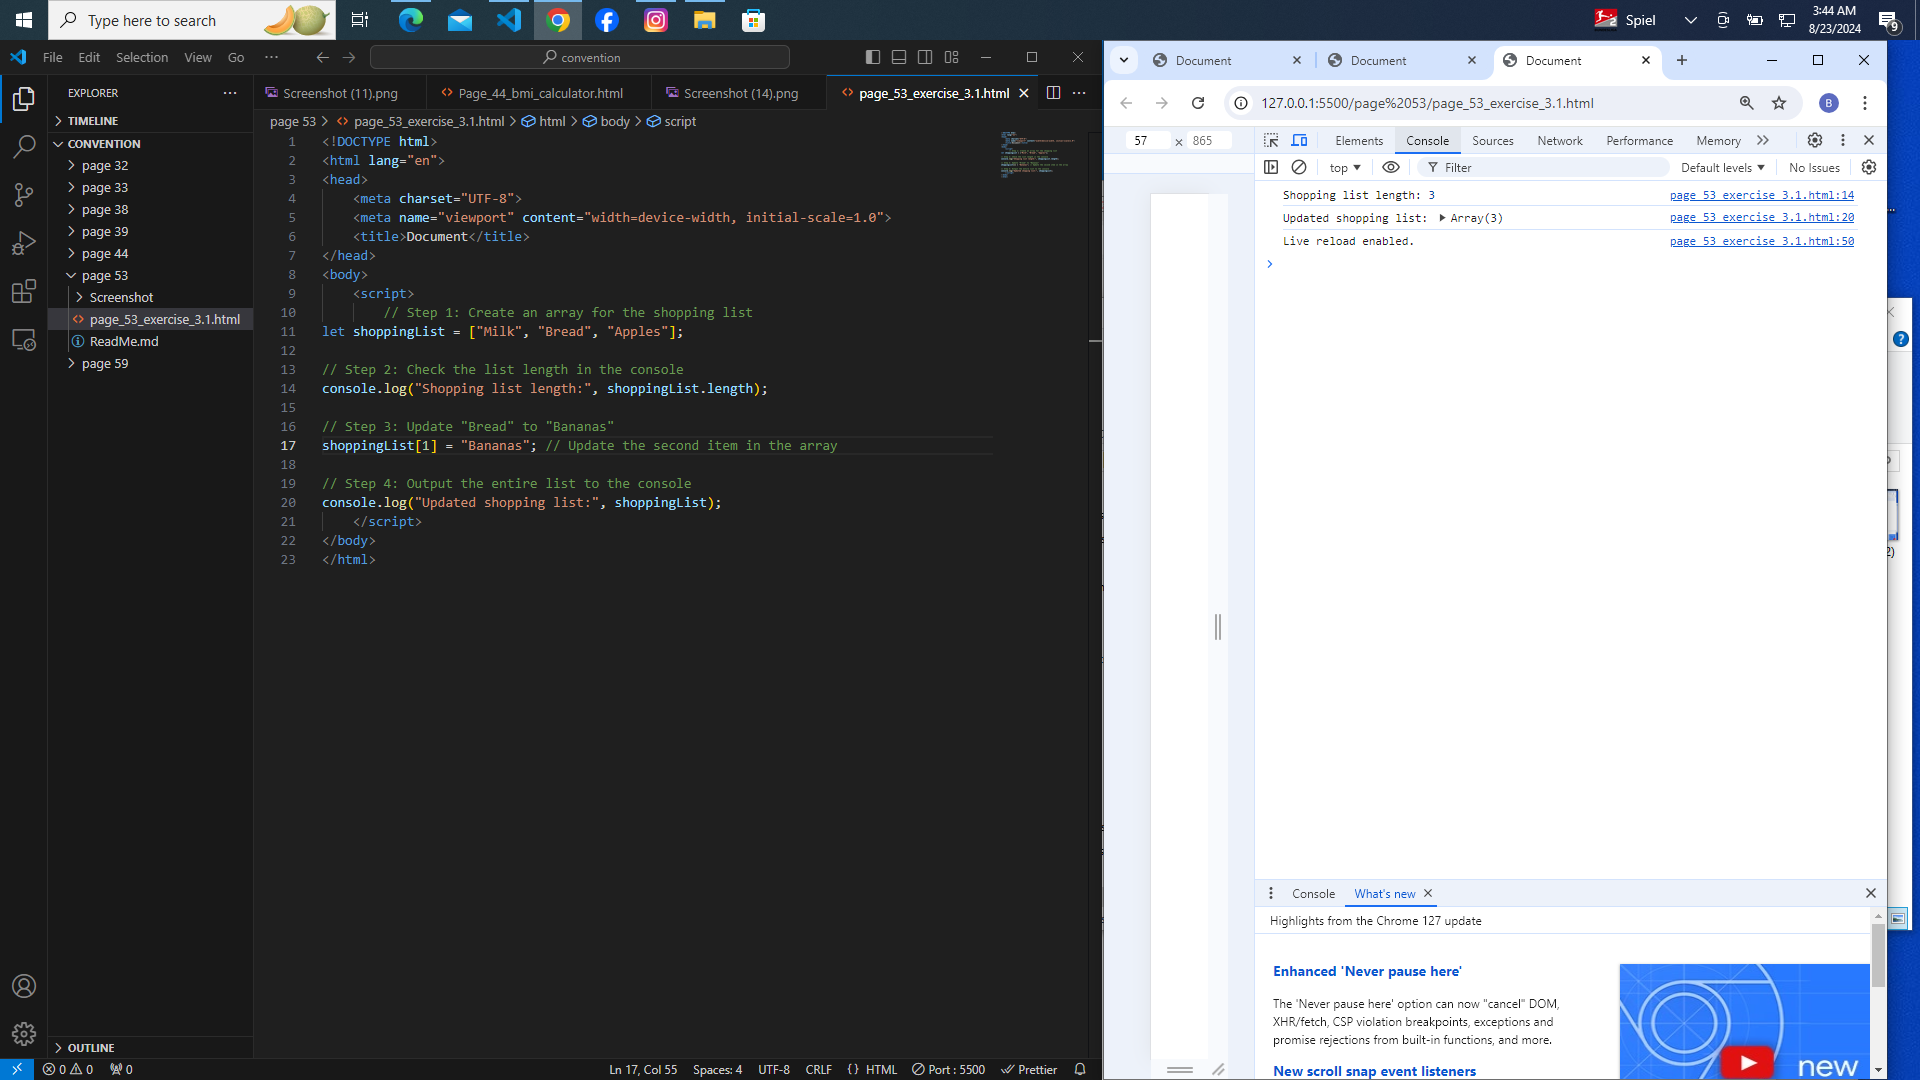 Type here to search
Spiel
3:44 AM
8/23/2024
9
File Edit Selection View Go ...
convention
EXPLORER
TIMELINE
CONVENTION
page 32
page 33
page 38
page 39
page 44
page 53
Screenshot
page_53_exercise_3.1.html
ReadMe.md
page 59
OUTLINE
Screenshot (11).png
Page_44_bmi_calculator.html
Screenshot (14).png
page_53_exercise_3.1.html
page 53 > page_53_exercise_3.1.html > html > body > script
1 <!DOCTYPE html>
2 <html lang="en">
3 <head>
4 <meta charset="UTF-8">
5 <meta name="viewport" content="width=device-width, initial-scale=1.0">
6 <title>Document</title>
7 </head>
8 <body>
9 <script>
10 // Step 1: Create an array for the shopping list
11 let shoppingList = ["Milk", "Bread", "Apples"];
12
13 // Step 2: Check the list length in the console
14 console.log("Shopping list length:", shoppingList.length);
15
16 // Step 3: Update "Bread" to "Bananas"
17 shoppingList[1] = "Bananas"; // Update the second item in the array
18
19 // Step 4: Output the entire list to the console
20 console.log("Updated shopping list:", shoppingList);
21 </script>
22 </body>
23 </html>
0 0 0
Ln 17, Col 55 Spaces: 4 UTF-8 CRLF {} HTML Port : 5500 Prettier
Document
Document
Document
127.0.0.1:5500/page%2053/page_53_exercise_3.1.html
B
57 × 865
Elements Console Sources Network Performance Memory
top Filter Default levels No Issues
Shopping list length: 3 page_53_exercise_3.1.html:14
Updated shopping list: Array(3) page_53_exercise_3.1.html:20
Live reload enabled. page_53_exercise_3.1.html:50
Console What's new
Highlights from the Chrome 127 update
Enhanced 'Never pause here'
The 'Never pause here' option can now "cancel" DOM,
XHR/fetch, CSP violation breakpoints, exceptions and
promise rejections from built-in functions, and more.
New scroll snap event listeners
new